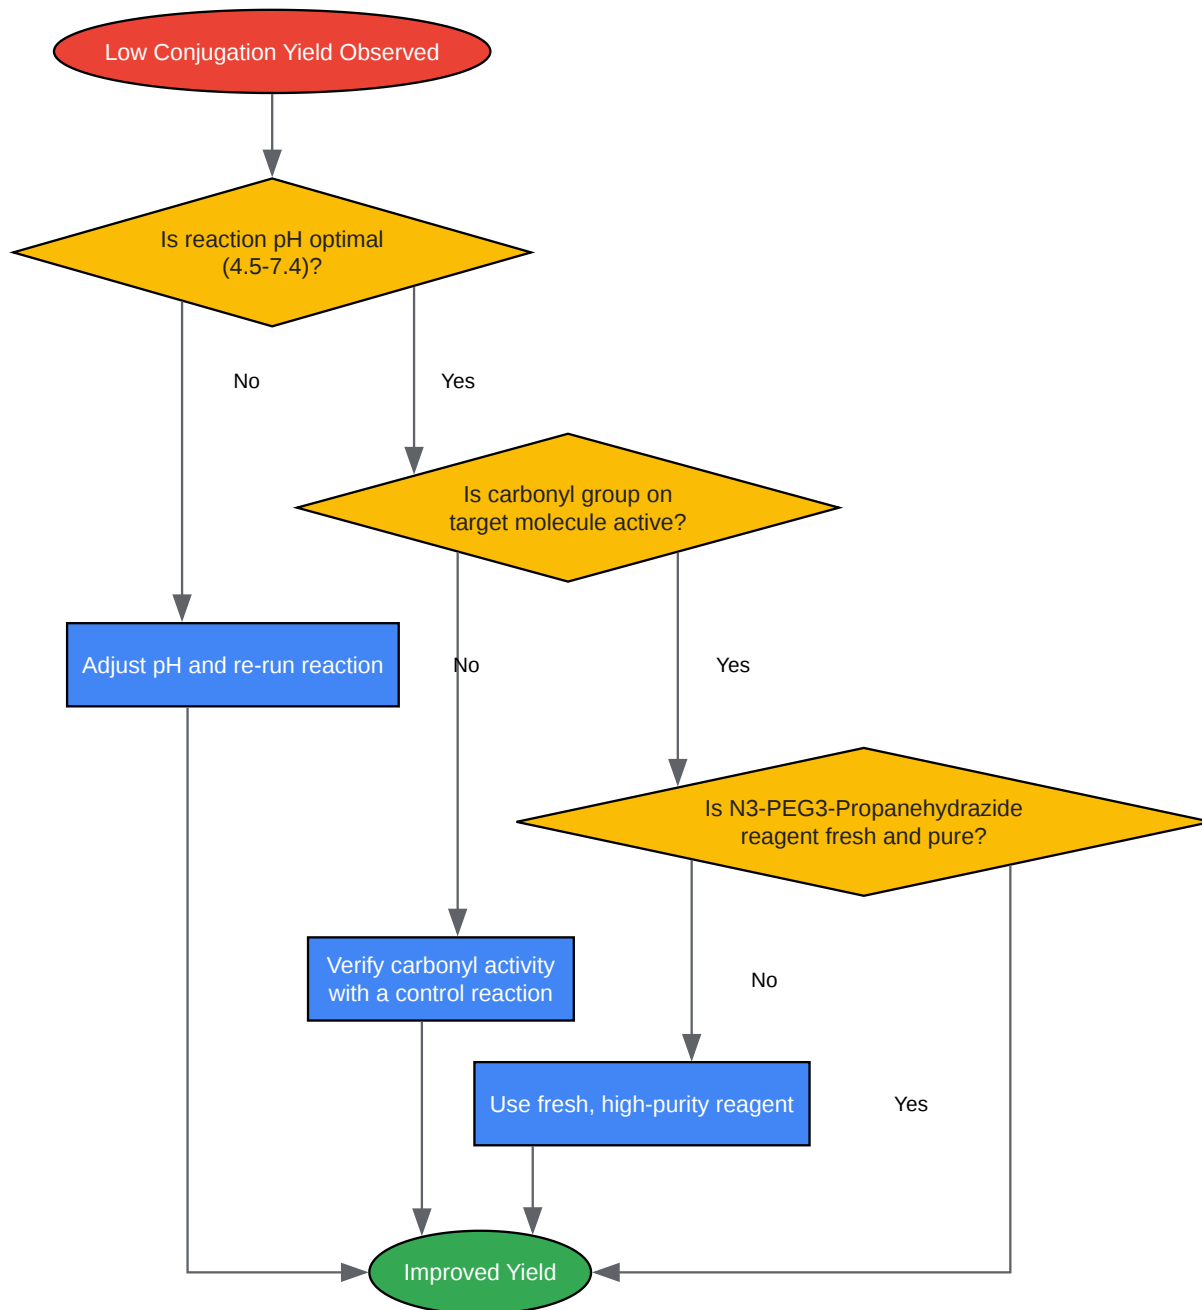 Low Conjugation Yield Observed
Is reaction pH optimal
(4.5-7.4)?
No
Yes
Is carbonyl group on
target molecule active?
Adjust pH and re-run reaction
No
Yes
Is N3-PEG3-Propanehydrazide
reagent fresh and pure?
Verify carbonyl activity
with a control reaction
No
Use fresh, high-purity reagent
Yes
Improved Yield